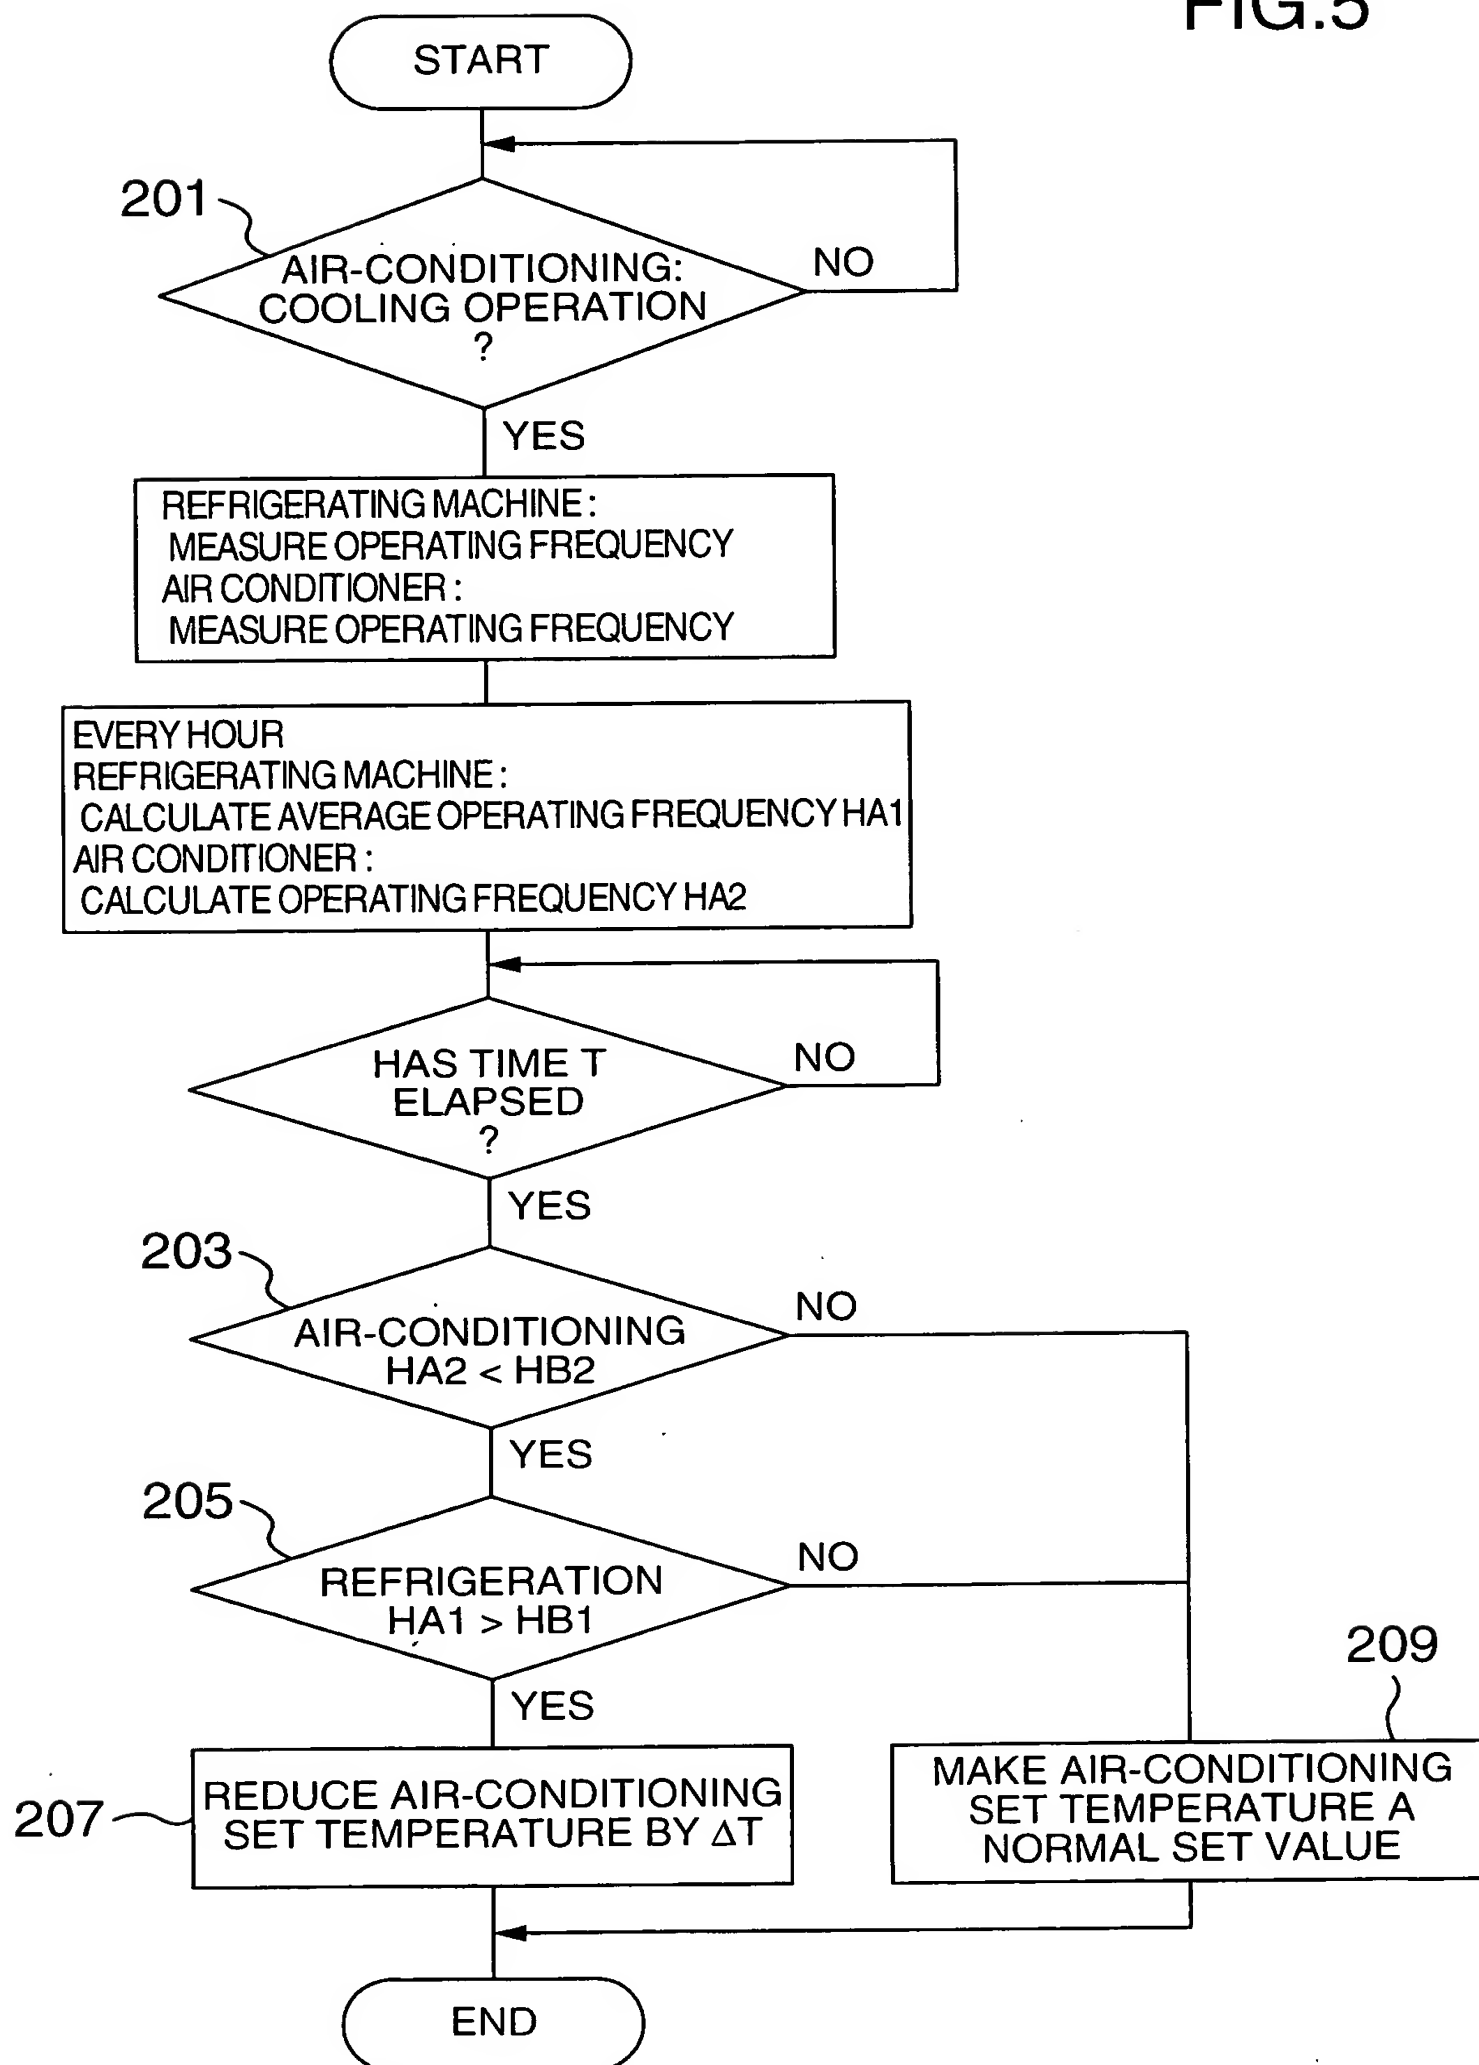 FIG.5
START
201
AIR-CONDITIONING:
COOLING OPERATION
?
NO
YES
REFRIGERATING MACHINE :
MEASURE OPERATING FREQUENCY
AIR CONDITIONER :
MEASURE OPERATING FREQUENCY
EVERY HOUR
REFRIGERATING MACHINE :
CALCULATE AVERAGE OPERATING FREQUENCY HA1
AIR CONDITIONER :
CALCULATE OPERATING FREQUENCY HA2
HAS TIME T
ELAPSED
?
NO
YES
203
AIR-CONDITIONING
HA2 < HB2
NO
YES
205
REFRIGERATION
HA1 > HB1
NO
YES
207
REDUCE AIR-CONDITIONING
SET TEMPERATURE BY ΔT
209
MAKE AIR-CONDITIONING
SET TEMPERATURE A
NORMAL SET VALUE
END